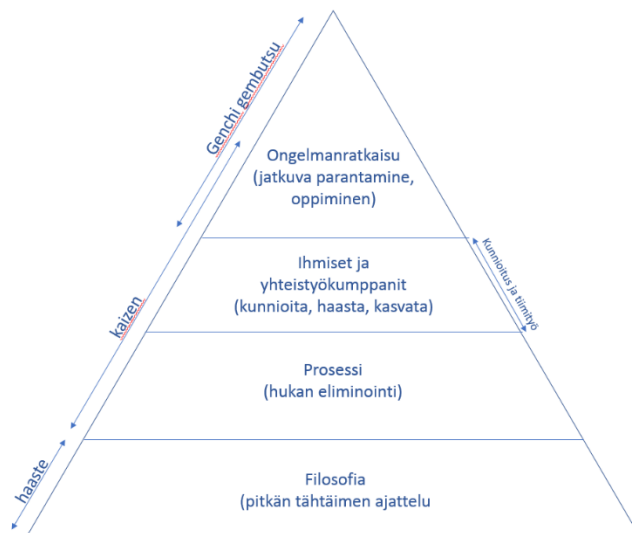 Genchi gembutsu
Ongelmanratkaisu
(jatkuva parantamine,
oppiminen)
Ihmiset ja
yhteistyökumppanit
(kunnioita, haasta, kasvata)
Kunnioitus ja tiimityö
kaizen
Prosessi
(hukan eliminointi)
haaste
Filosofia
(pitkän tähtäimen ajattelu